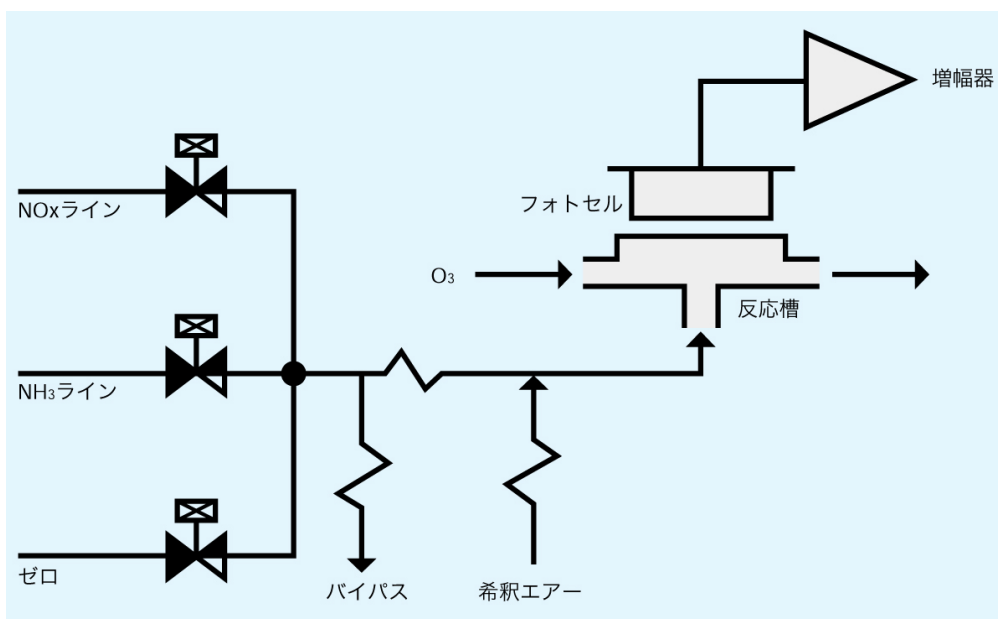 増幅器
NOxライン
フォトセル
O₃
反応槽
NH₃ライン
ゼロ
バイパス
希釈エアー